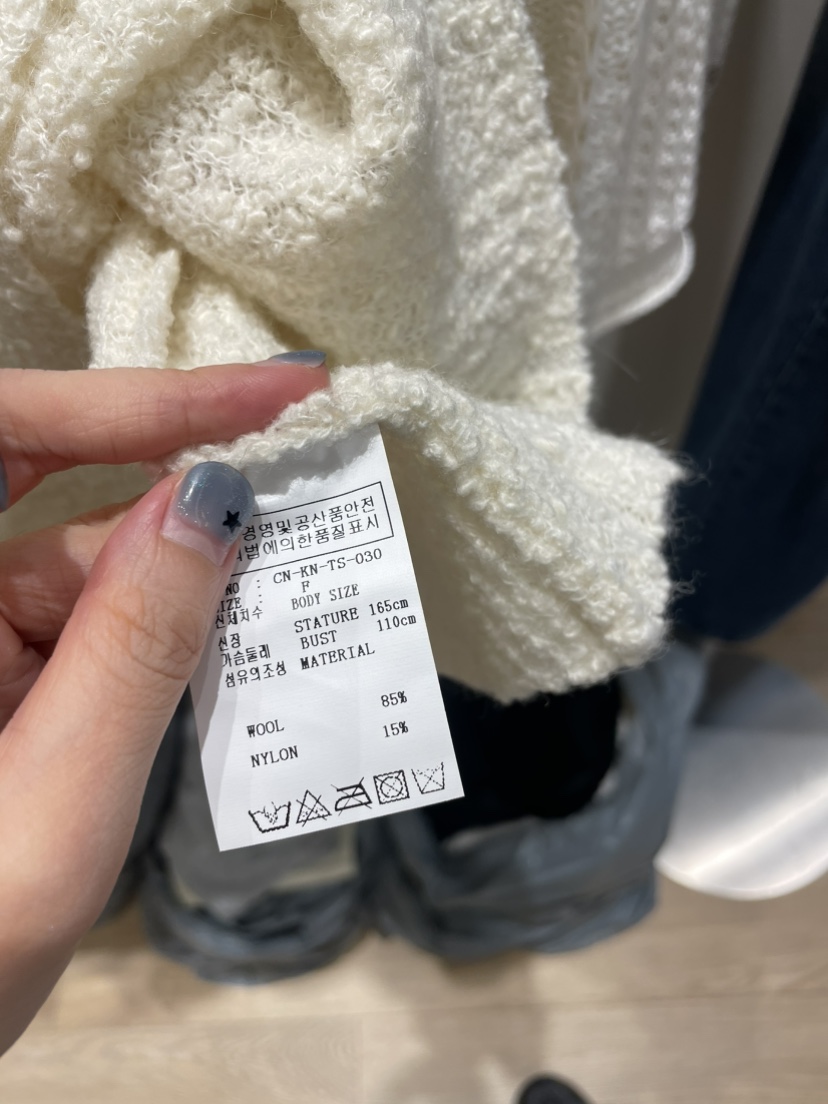 경영및공산품안전
법에의한품질표시
NO : CN-KN-TS-030
IZE : F
신체치수 BODY SIZE
신장 STATURE 165cm
가슴둘레 BUST 110cm
섬유의조성 MATERIAL
WOOL 85%
NYLON 15%